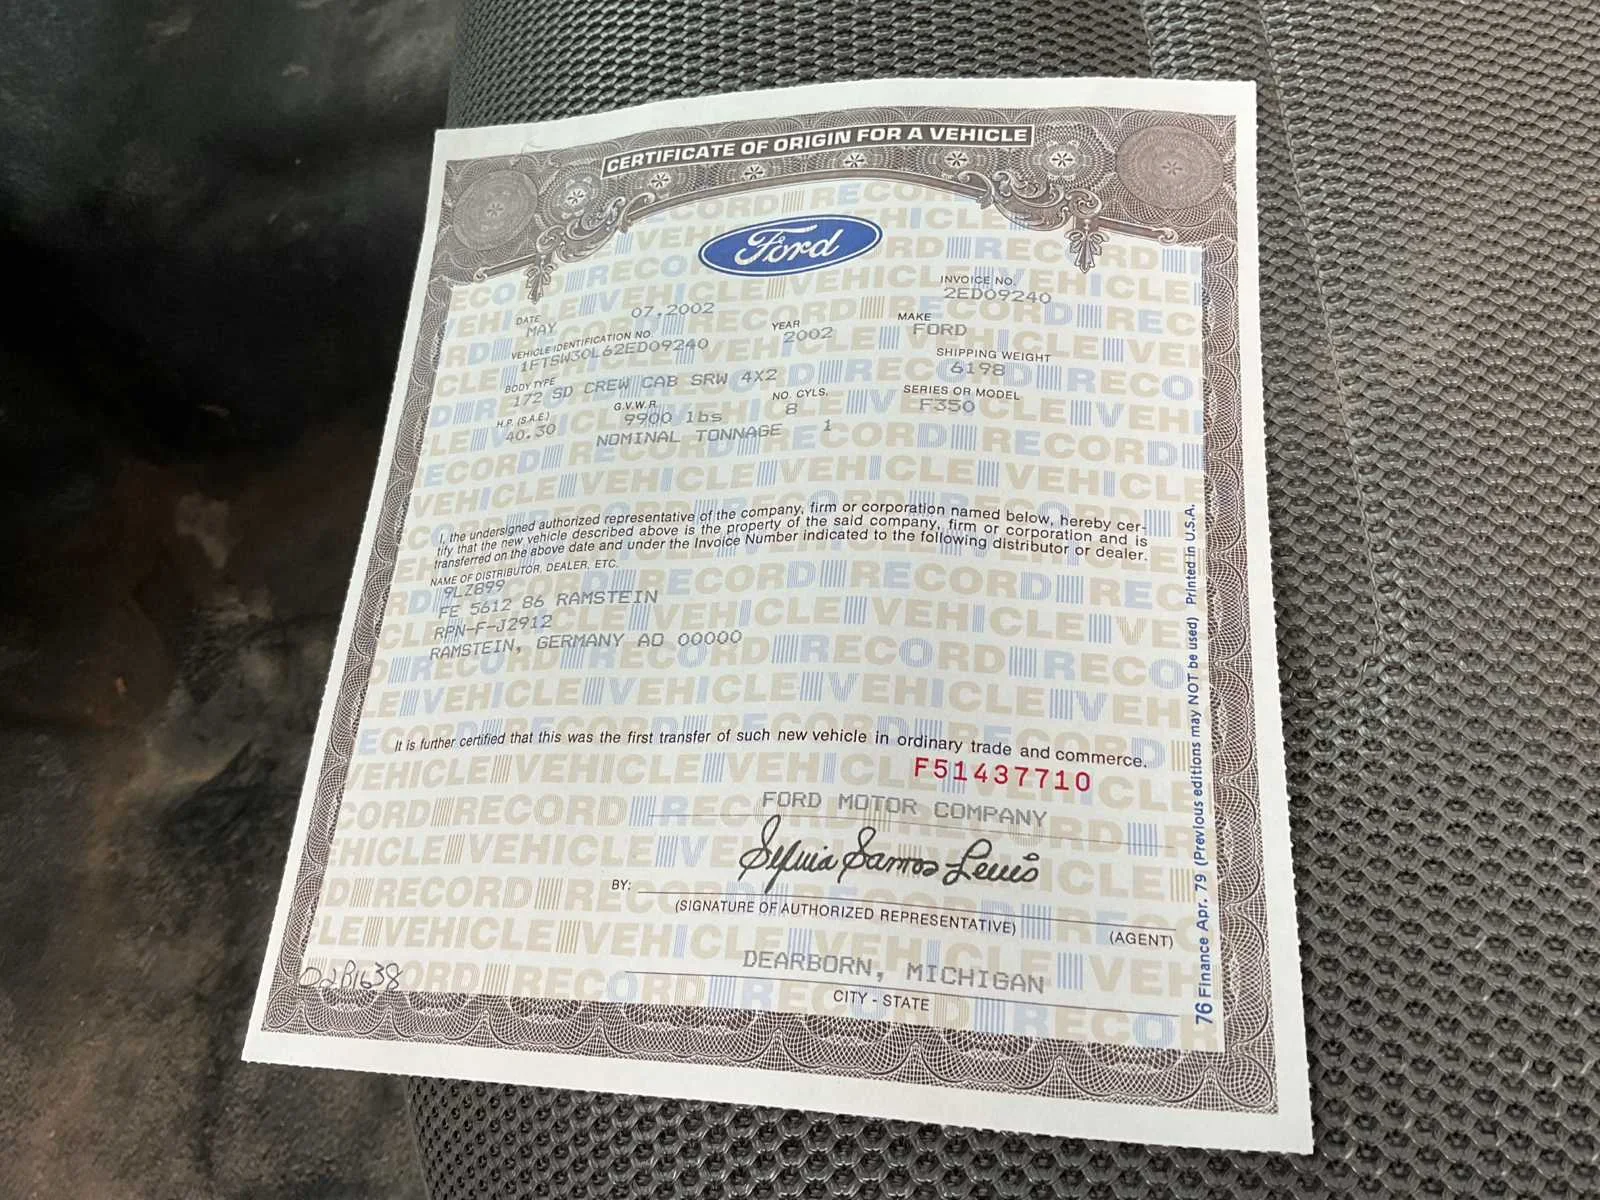 CERTIFICATE OF ORIGIN FOR A VEHICLE
Ford
INVOICE NO.
2ED09240
DATE
MAY 07,2002
VEHICLE IDENTIFICATION NO.
1FTSW30L62ED09240
YEAR
2002
MAKE
FORD
SHIPPING WEIGHT
6198
BODY TYPE
172 SD CREW CAB SRW 4X2
H.P. (S.A.E.)
40.30
G.V.W.R.
9900 lbs
NO. CYLS.
8
SERIES OR MODEL
F350
NOMINAL TONNAGE 1
I, the undersigned authorized representative of the company, firm or corporation named below, hereby cer-
tify that the new vehicle described above is the property of the said company, firm or corporation and is
transferred on the above date and under the Invoice Number indicated to the following distributor or dealer.
NAME OF DISTRIBUTOR, DEALER, ETC.
9LZ899
FE 5612 86 RAMSTEIN
RPN-F-J2912
RAMSTEIN, GERMANY AO 00000
It is further certified that this was the first transfer of such new vehicle in ordinary trade and commerce.
F51437710
FORD MOTOR COMPANY
Sylvia Samos Lewis
BY:
(SIGNATURE OF AUTHORIZED REPRESENTATIVE) (AGENT)
DEARBORN, MICHIGAN
CITY - STATE
02B1638
76 Finance Apr. 79 (Previous editions may NOT be used) Printed in U.S.A.